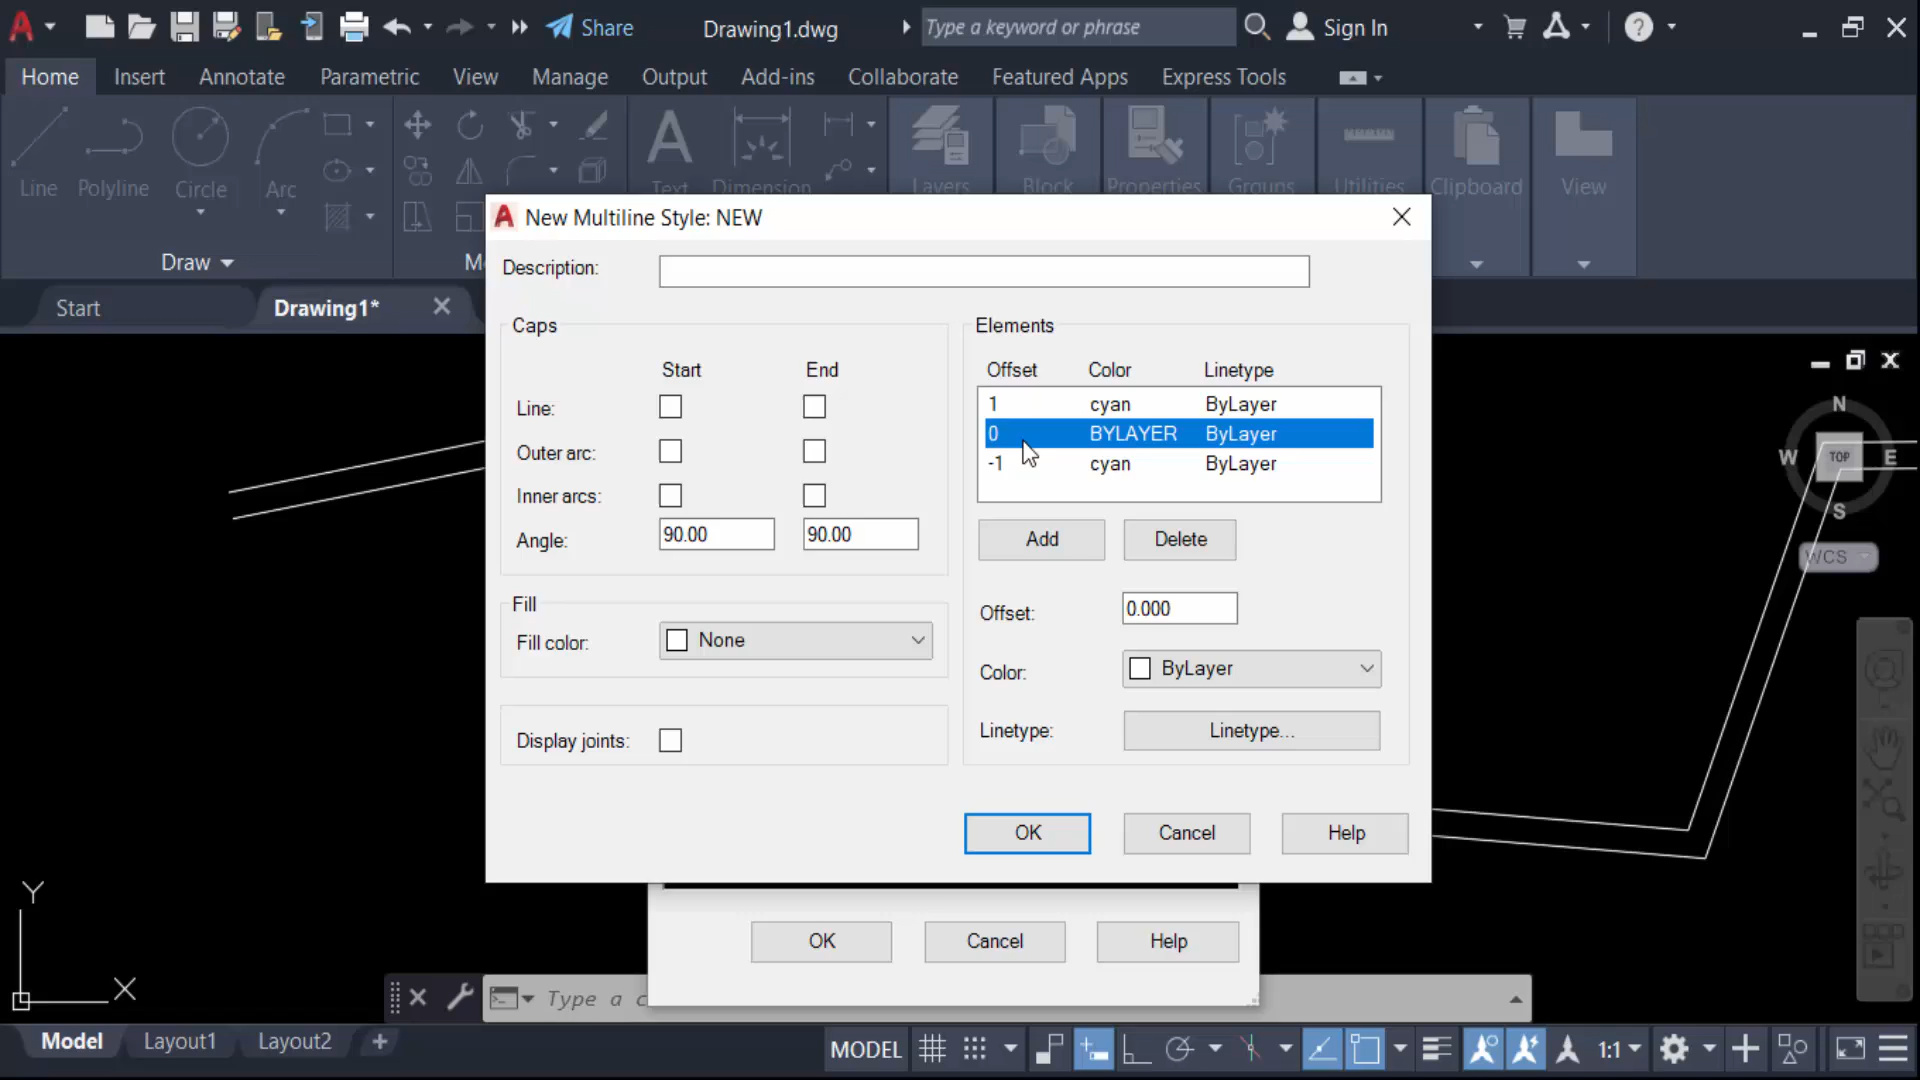 Share
Drawing1.dwg
Type a keyword or phrase
Sign In
Home
Insert
Annotate
Parametric
View
Manage
Output
Add-ins
Collaborate
Featured Apps
Express Tools
Line
Polyline
Circle
Arc
Text
Dimension
Layers
Block
Properties
Groups
Utilities
Clipboard
View
Draw
Start
Drawing1*
New Multiline Style: NEW
Description:
Caps
Start
End
Line:
Outer arc:
Inner arcs:
Angle:
90.00
90.00
Fill
Fill color:
None
Display joints:
Elements
Offset
Color
Linetype
1 cyan ByLayer
0 BYLAYER ByLayer
-1 cyan ByLayer
Add
Delete
Offset:
0.000
Color:
ByLayer
Linetype:
Linetype...
OK
Cancel
Help
OK
Cancel
Help
N
W
TOP
E
S
WCS
Y
X
Type a
Model
Layout1
Layout2
MODEL
1:1